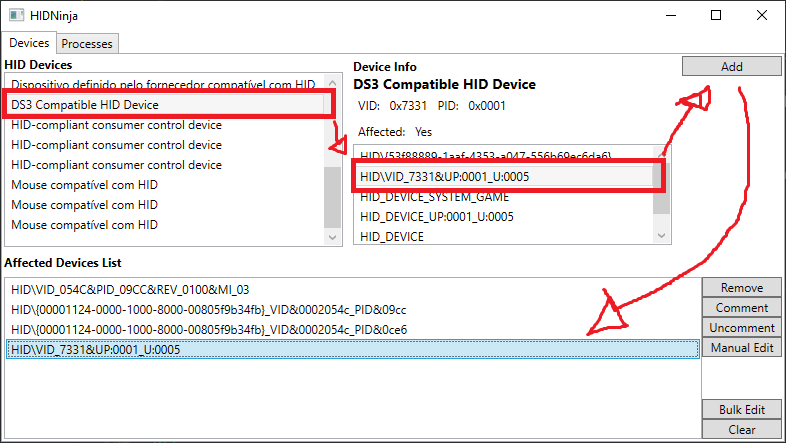 HIDNinja
Devices
Processes
HID Devices
Dispositivo definido pelo fornecedor compatível com HID
DS3 Compatible HID Device
HID-compliant consumer control device
HID-compliant consumer control device
HID-compliant consumer control device
Mouse compatível com HID
Mouse compatível com HID
Mouse compatível com HID
Device Info
DS3 Compatible HID Device
VID: 0x7331 PID: 0x0001
Affected: Yes
HID\{53f88889-1aaf-4353-a047-556b69ec6da6}
HID\VID_7331&UP:0001_U:0005
HID_DEVICE_SYSTEM_GAME
HID_DEVICE_UP:0001_U:0005
HID_DEVICE
Add
Affected Devices List
HID\VID_054C&PID_09CC&REV_0100&MI_03
HID\{00001124-0000-1000-8000-00805f9b34fb}_VID&0002054c_PID&09cc
HID\{00001124-0000-1000-8000-00805f9b34fb}_VID&0002054c_PID&0ce6
HID\VID_7331&UP:0001_U:0005
Remove
Comment
Uncomment
Manual Edit
Bulk Edit
Clear